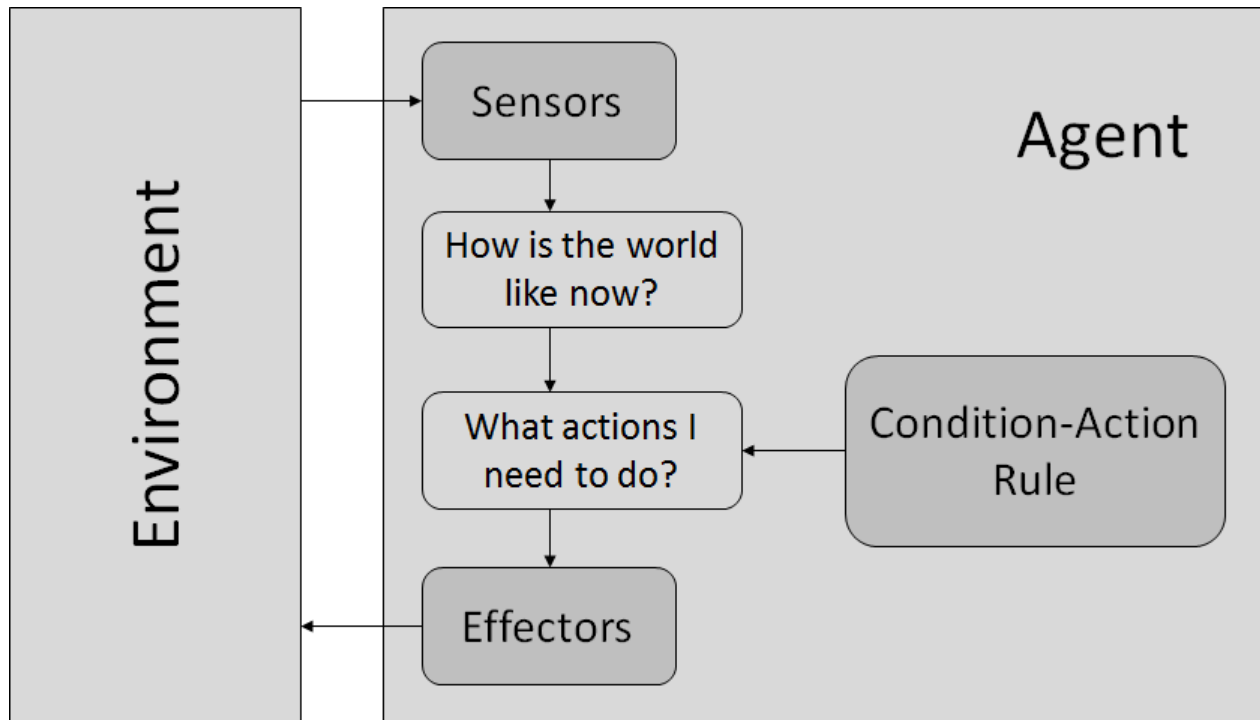 Environment
Sensors
Agent
How is the world
like now?
What actions I
need to do?
Condition-Action
Rule
Effectors